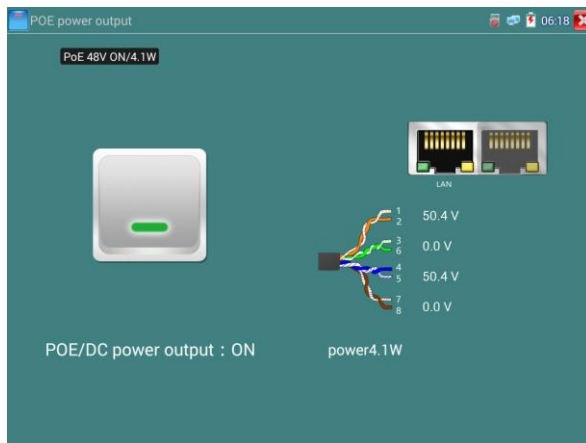 POE power output
06:18
PoE 48V ON/4.1W
LAN
1
2
50.4 V
3
6
0.0 V
4
5
50.4 V
7
8
0.0 V
POE/DC power output：ON
power4.1W